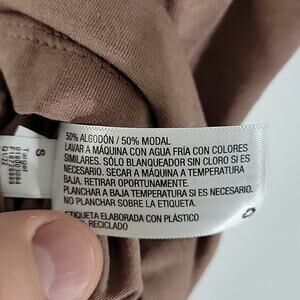 50% ALGODÓN / 50% MODAL
LAVAR A MÁQUINA CON AGUA FRÍA CON COLORES
SIMILARES. SÓLO BLANQUEADOR SIN CLORO SI ES
NECESARIO. SECAR A MÁQUINA A TEMPERATURA
BAJA. RETIRAR OPORTUNAMENTE.
PLANCHAR A BAJA TEMPERATURA SI ES NECESARIO.
NO PLANCHAR SOBRE LA ETIQUETA.
ETIQUETA ELABORADA CON PLÁSTICO
RECICLADO
S
Target